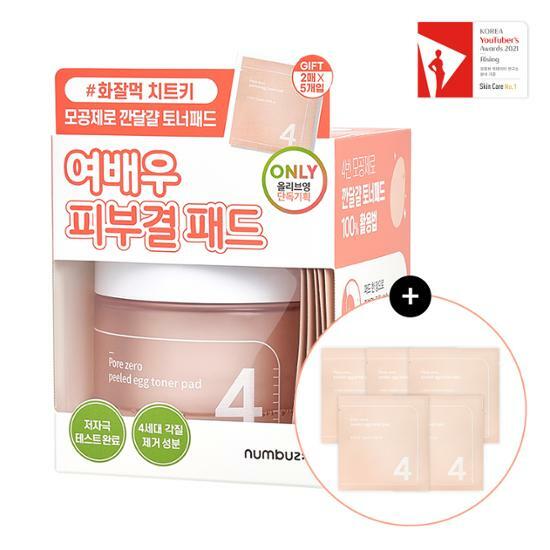 KOREA
YouTuber's
Awards 2021
Rising
Skin Care No.1
GIFT
2매 X
5개입
4
#화잘먹 치트키
모공제로 깐달걀 토너패드
여배우
피부결 패드
ONLY
올리브영
단독기획
4번 모공제로
깐달걀 토너패드
100% 활용법
Pore zero
peeled egg toner pad
4
저자극
테스트완료
4세대 각질
제거 성분
numbuz:
+
4
4